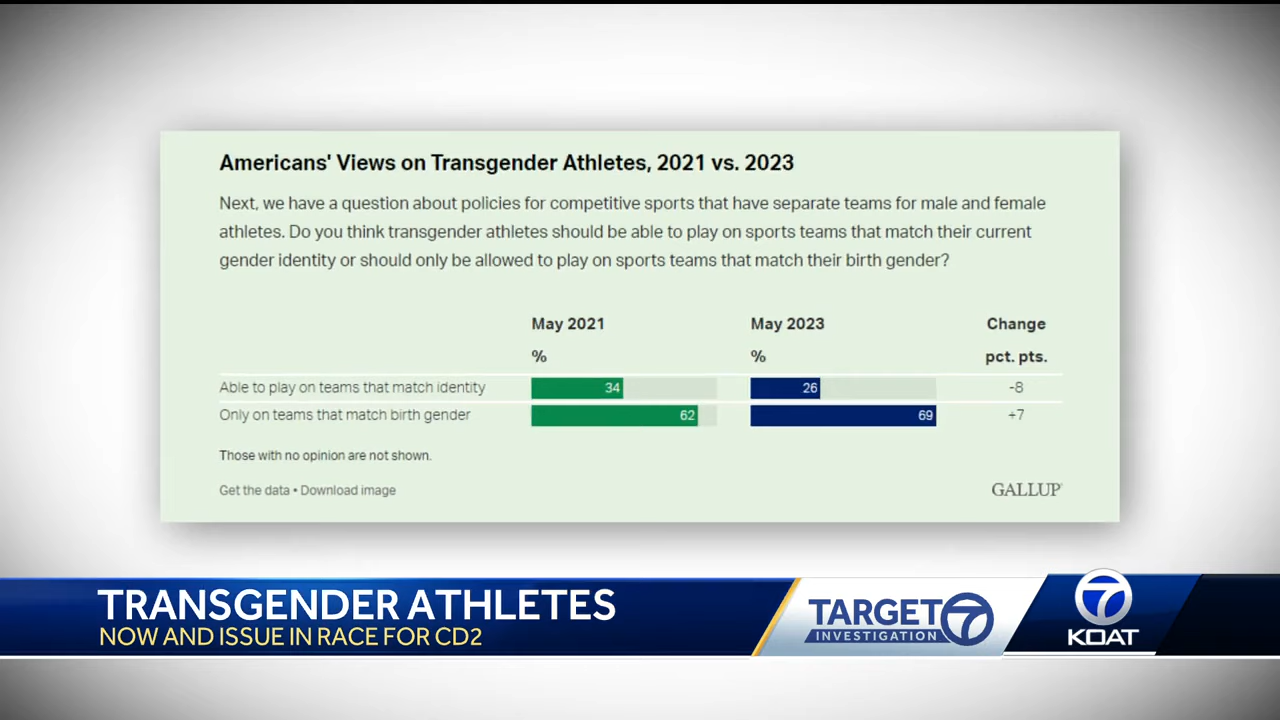 Americans' Views on Transgender Athletes, 2021 vs. 2023
Next, we have a question about policies for competitive sports that have separate teams for male and female
athletes. Do you think transgender athletes should be able to play on sports teams that match their current
gender identity or should only be allowed to play on sports teams that match their birth gender?
May 2021 May 2023 Change
% % pct. pts.
Able to play on teams that match identity 34 26 -8
Only on teams that match birth gender 62 69 +7
Those with no opinion are not shown.
Get the data • Download image GALLUP
TRANSGENDER ATHLETES
NOW AND ISSUE IN RACE FOR CD2
TARGET 7
INVESTIGATION
7
KOAT